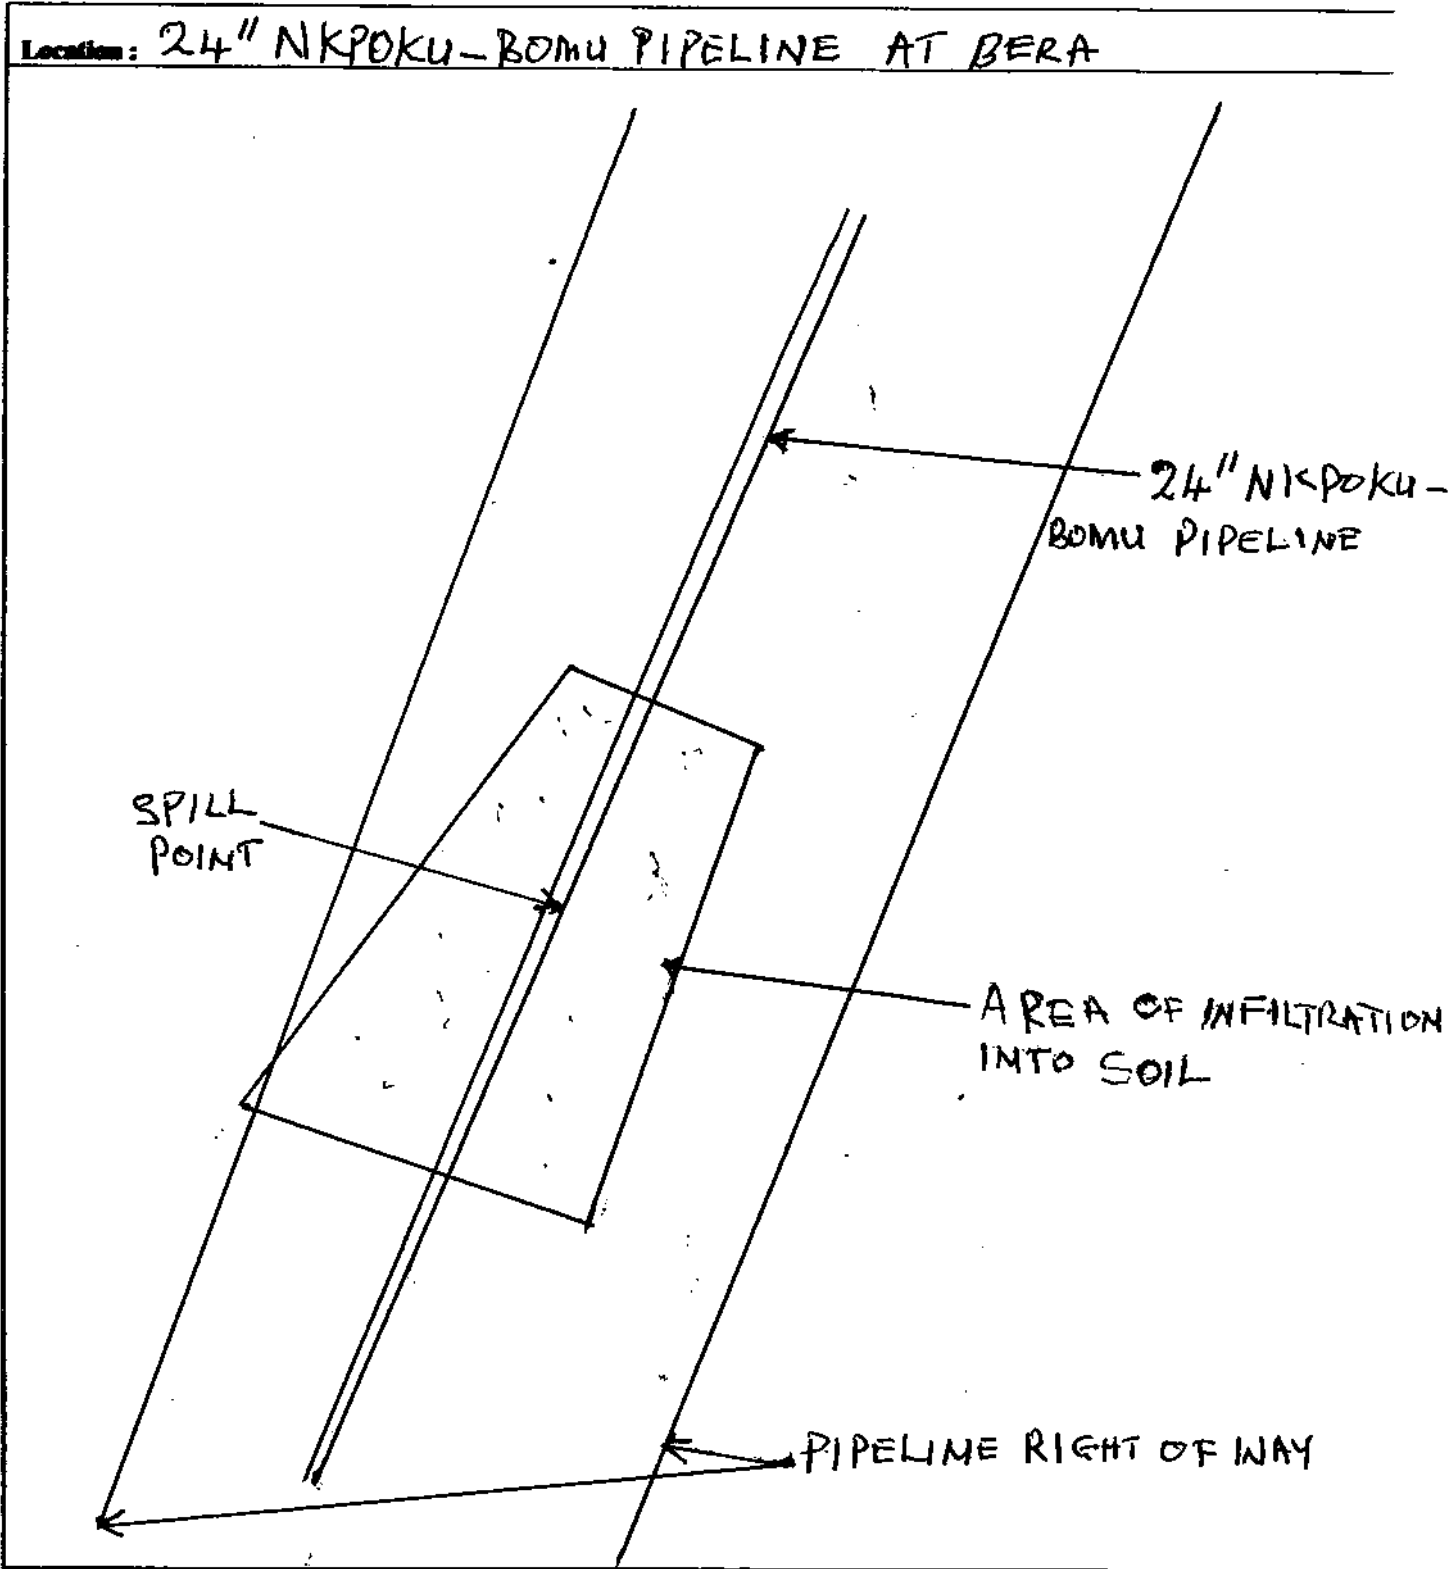 Location: 24" NKPOKU-BOMU PIPELINE AT BERA
24" NKPOKU-
BOMU PIPELINE
SPILL
POINT
AREA OF INFILTRATION
INTO SOIL
PIPELINE RIGHT OF WAY